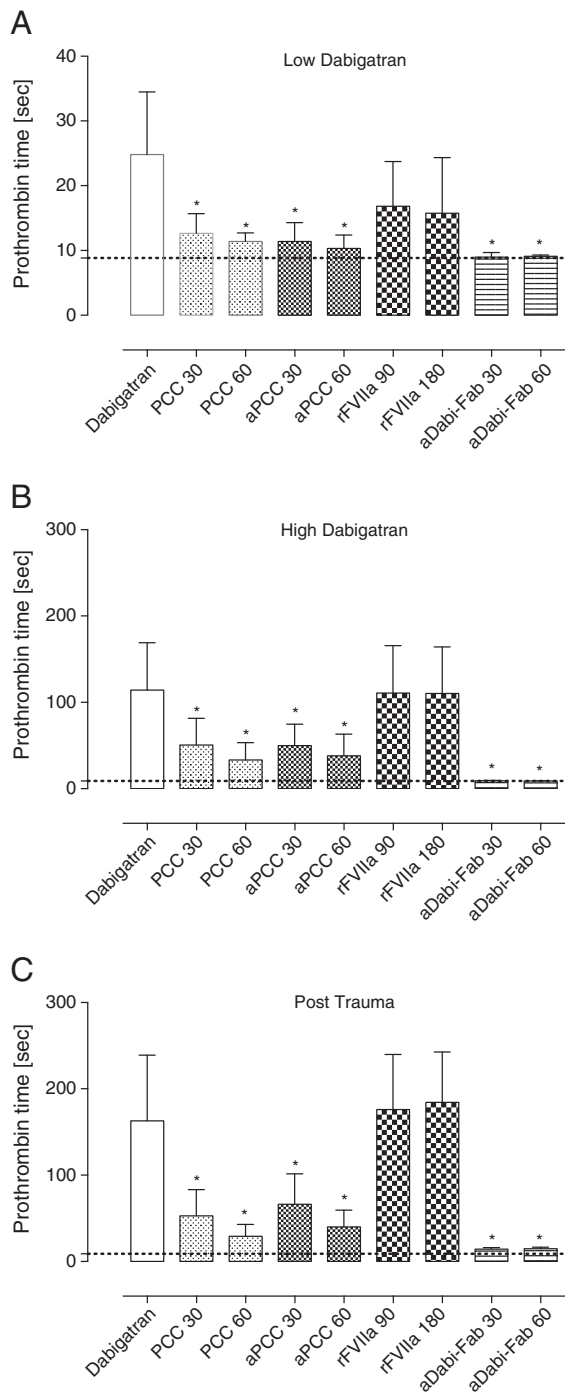 A
Low Dabigatran
Prothrombin time [sec]
40
30
20
10
0
* * * * * *
Dabigatran
PCC 30
PCC 60
aPCC 30
aPCC 60
rFVIIa 90
rFVIIa 180
aDabi-Fab 30
aDabi-Fab 60
B
High Dabigatran
Prothrombin time [sec]
300
200
100
0
* * * * * *
Dabigatran
PCC 30
PCC 60
aPCC 30
aPCC 60
rFVIIa 90
rFVIIa 180
aDabi-Fab 30
aDabi-Fab 60
C
Post Trauma
Prothrombin time [sec]
300
200
100
0
* * * * * *
Dabigatran
PCC 30
PCC 60
aPCC 30
aPCC 60
rFVIIa 90
rFVIIa 180
aDabi-Fab 30
aDabi-Fab 60